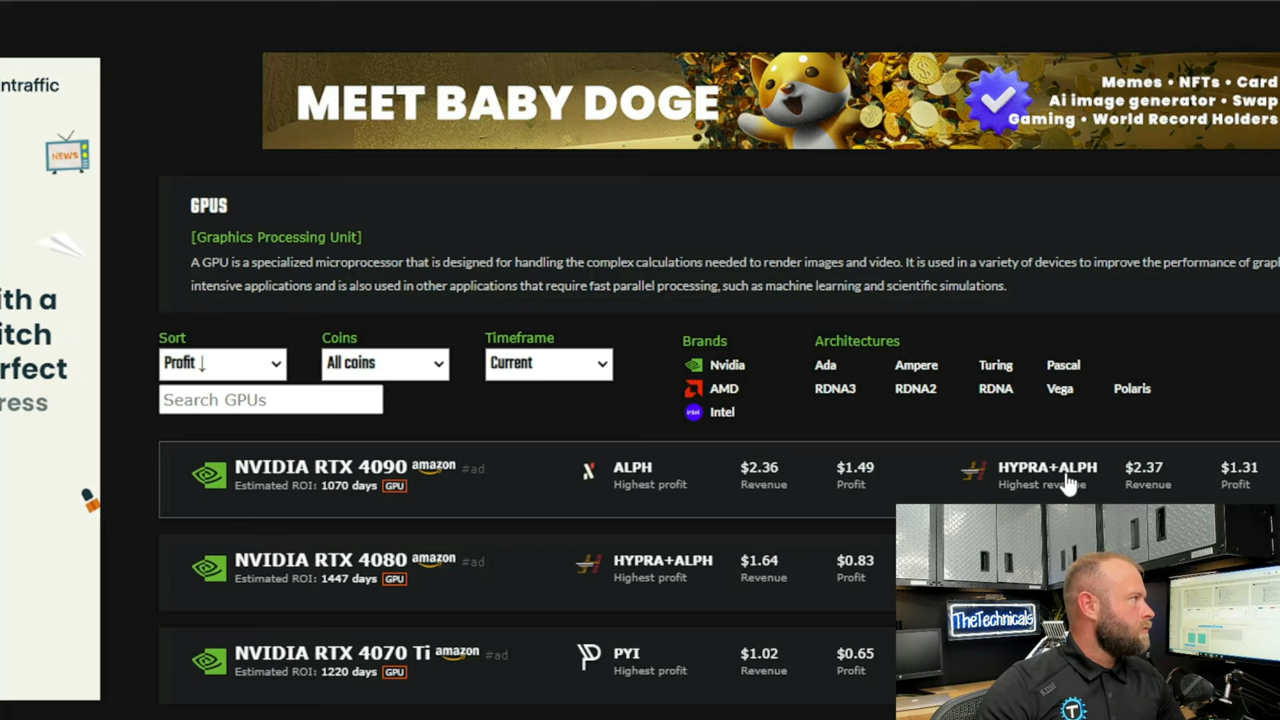 intraffic
NEWS
ith a
itch
rfect
ress
MEET BABY DOGE
Memes • NFTs • Card
Ai image generator • Swap
Gaming • World Record Holders
GPUS
[Graphics Processing Unit]
A GPU is a specialized microprocessor that is designed for handling the complex calculations needed to render images and video. It is used in a variety of devices to improve the performance of grap
intensive applications and is also used in other applications that require fast parallel processing, such as machine learning and scientific simulations.
Sort Coins Timeframe Brands Architectures
Profit ↓ All coins Current
Nvidia Ada Ampere Turing Pascal
AMD RDNA3 RDNA2 RDNA Vega Polaris
Search GPUs
intel Intel
NVIDIA RTX 4090 amazon #ad ALPH $2.36 $1.49 HYPRA+ALPH $2.37 $1.31
Estimated ROI: 1070 days GPU Highest profit Revenue Profit Highest Revenue Profit
NVIDIA RTX 4080 amazon #ad HYPRA+ALPH $1.64 $0.83
Estimated ROI: 1447 days GPU Highest profit Revenue Profit
NVIDIA RTX 4070 Ti amazon #ad PYI $1.02 $0.65
Estimated ROI: 1220 days GPU Highest profit Revenue Profit
TheTechnicals
T